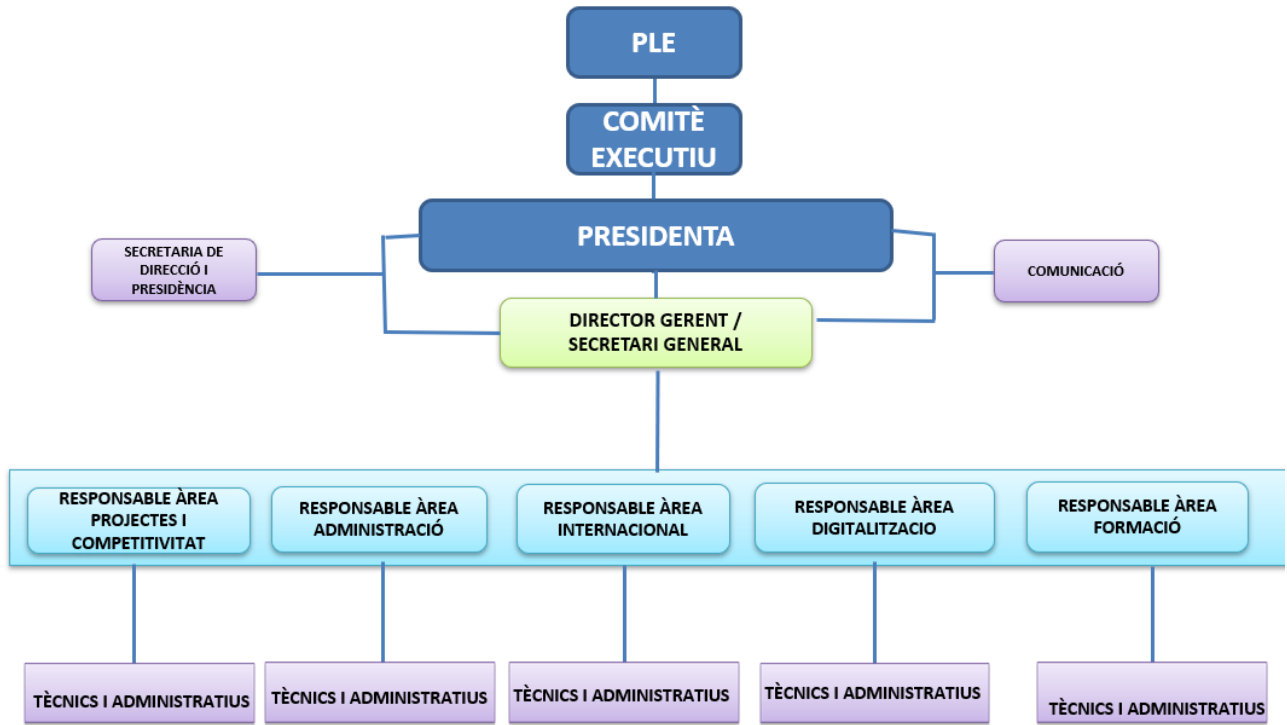 PLE
COMITÈ
EXECUTIU
PRESIDENTA
SECRETARIA DE
DIRECCIÓ I
PRESIDÈNCIA
COMUNICACIÓ
DIRECTOR GERENT /
SECRETARI GENERAL
RESPONSABLE ÀREA
PROJECTES I
COMPETITIVITAT
RESPONSABLE ÀREA
ADMINISTRACIÓ
RESPONSABLE ÀREA
INTERNACIONAL
RESPONSABLE ÀREA
DIGITALITZACIO
RESPONSABLE ÀREA
FORMACIÓ
TÈCNICS I ADMINISTRATIUS
TÈCNICS I ADMINISTRATIUS
TÈCNICS I ADMINISTRATIUS
TÈCNICS I ADMINISTRATIUS
TÈCNICS I ADMINISTRATIUS